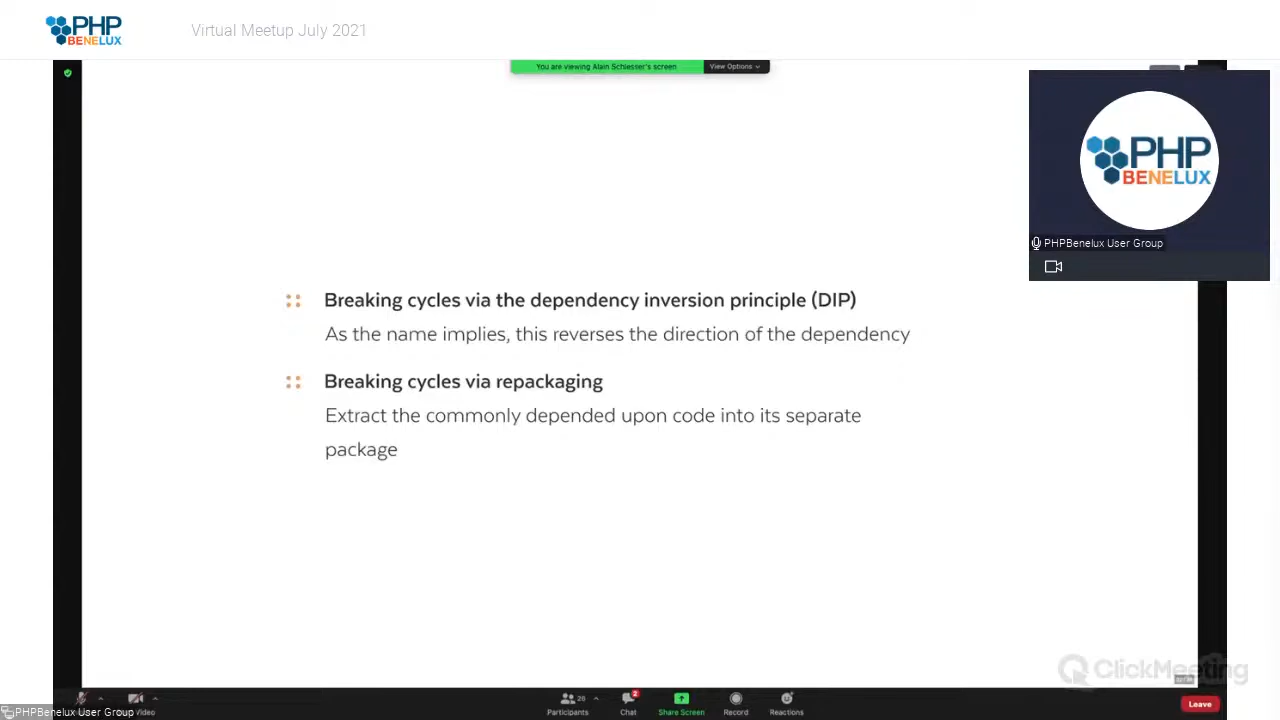 PHP
BENELUX
Virtual Meetup July 2021
You are viewing Alain Schlesser's screen
View Options
PHP
BENELUX
PHPBenelux User Group
Breaking cycles via the dependency inversion principle (DIP)
As the name implies, this reverses the direction of the dependency
Breaking cycles via repackaging
Extract the commonly depended upon code into its separate
package
ClickMeeting
26
2
Participants
Chat
Share Screen
Record
Reactions
Leave
PHPBenelux User Group
Video